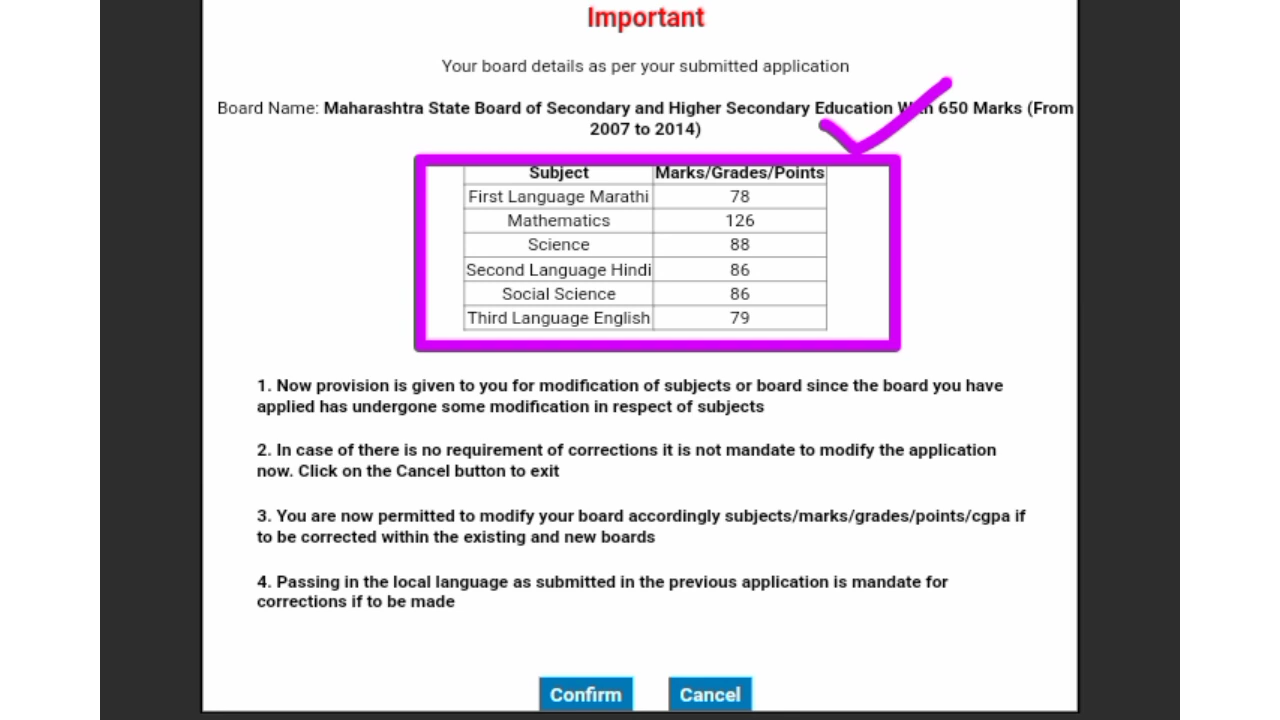 Important
Your board details as per your submitted application
Board Name: Maharashtra State Board of Secondary and Higher Secondary Education With 650 Marks (From
2007 to 2014)
Subject Marks/Grades/Points
First Language Marathi 78
Mathematics 126
Science 88
Second Language Hindi 86
Social Science 86
Third Language English 79
1. Now provision is given to you for modification of subjects or board since the board you have
applied has undergone some modification in respect of subjects
2. In case of there is no requirement of corrections it is not mandate to modify the application
now. Click on the Cancel button to exit
3. You are now permitted to modify your board accordingly subjects/marks/grades/points/cgpa if
to be corrected within the existing and new boards
4. Passing in the local language as submitted in the previous application is mandate for
corrections if to be made
Confirm Cancel